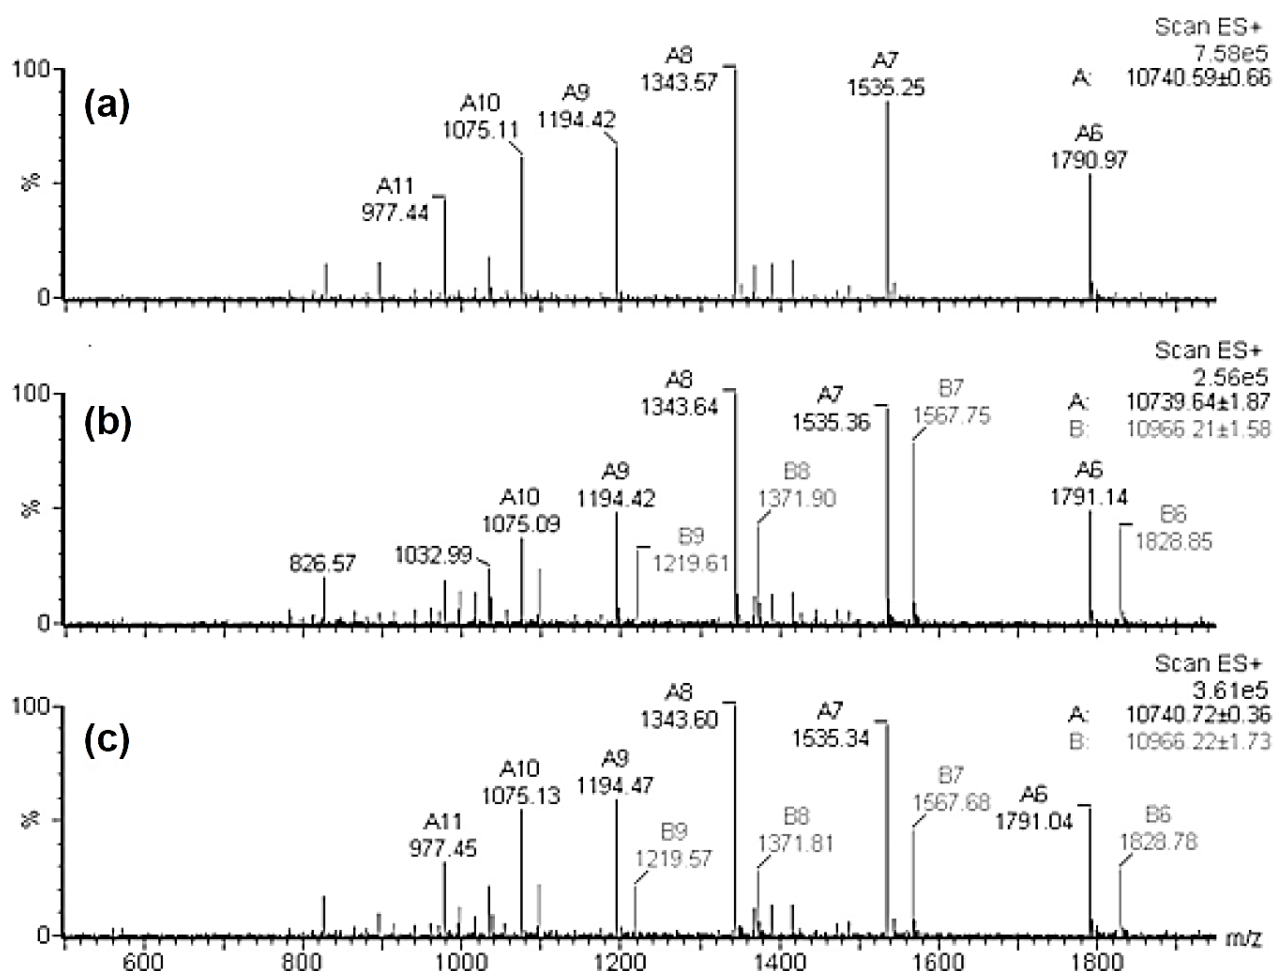 Scan ES+
7.58e5
A: 10740.59±0.66
(a)
100
%
0
A11
977.44
A10
1075.11
A9
1194.42
A8
1343.57
A7
1535.25
A6
1790.97
Scan ES+
2.56e5
A: 10739.64±1.87
B: 10966.21±1.58
(b)
100
%
0
826.57
1032.99
A10
1075.09
A9
1194.42
B9
1219.61
A8
1343.64
B8
1371.90
A7
1535.36
B7
1567.75
A6
1791.14
B6
1828.85
Scan ES+
3.61e5
A: 10740.72±0.36
B: 10966.22±1.73
(c)
100
%
0
A11
977.45
A10
1075.13
A9
1194.47
B9
1219.57
A8
1343.60
B8
1371.81
A7
1535.34
B7
1567.68
A6
1791.04
B6
1828.78
600 800 1000 1200 1400 1600 1800 m/z